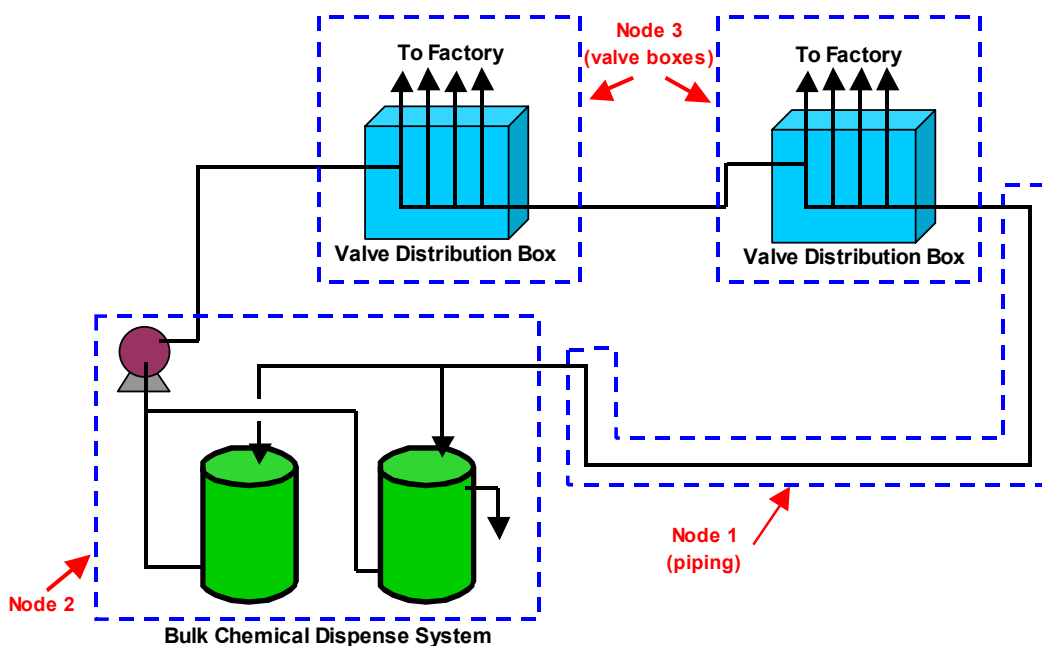 Node 3
(valve boxes)
To Factory
To Factory
Valve Distribution Box
Valve Distribution Box
Node 1
(piping)
Node 2
Bulk Chemical Dispense System